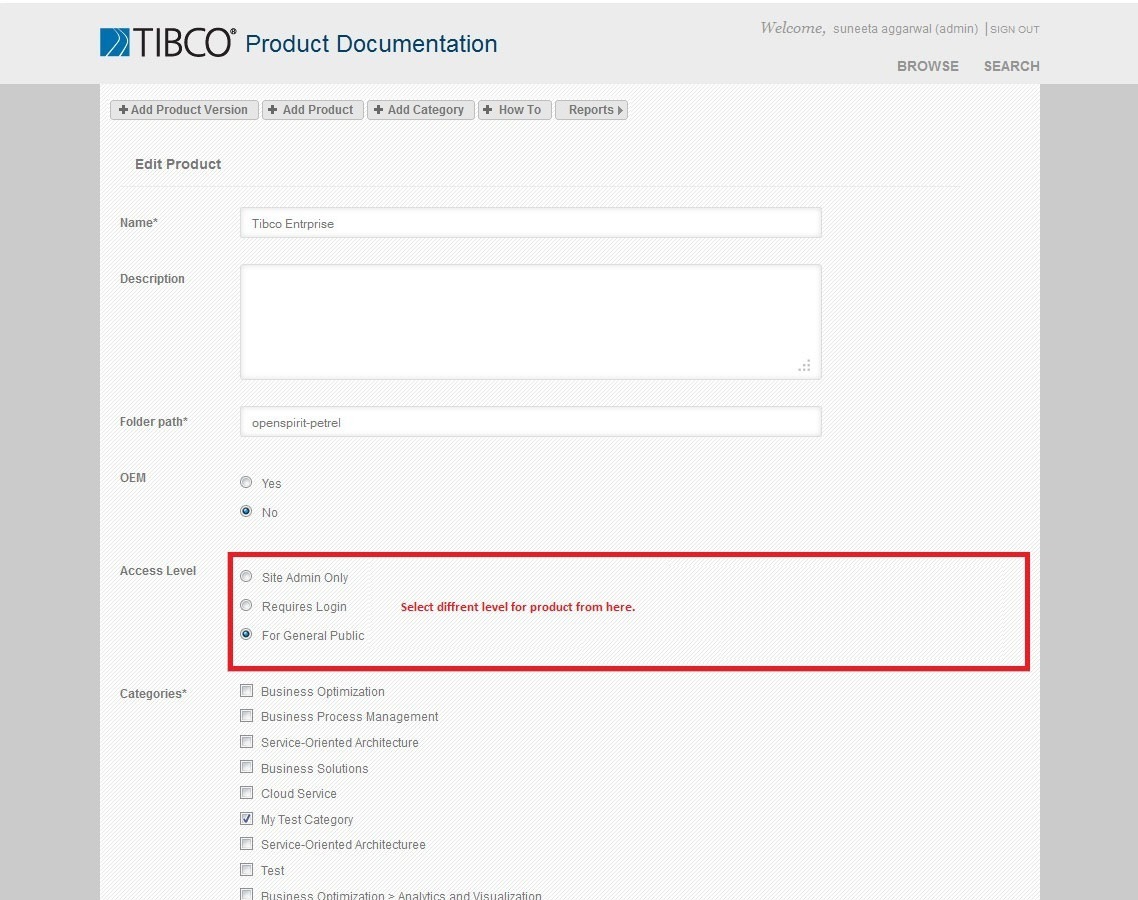 TIBCO® Product Documentation
Welcome, suneeta aggarwal (admin) | SIGN OUT
BROWSE SEARCH
Add Product Version Add Product Add Category How To Reports
Edit Product
Name* Tibco Entrprise
Description
Folder path* openspirit-petrel
OEM
Yes
No
Access Level
Site Admin Only
Requires Login Select diffrent level for product from here.
For General Public
Categories*
Business Optimization
Business Process Management
Service-Oriented Architecture
Business Solutions
Cloud Service
My Test Category
Service-Oriented Architecturee
Test
Business Optimization > Analytics and Visualization